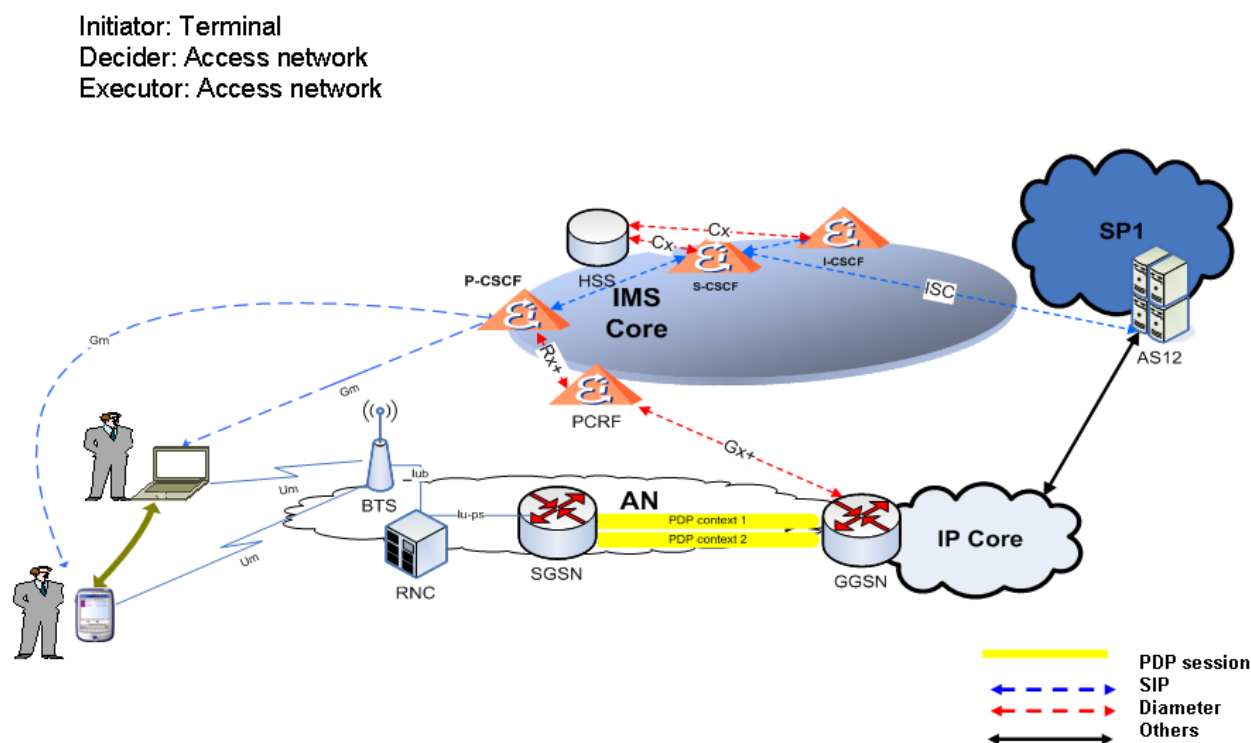 Initiator: Terminal
Decider: Access network
Executor: Access network
SP1
Cx
Cx
I-CSCF
HSS
S-CSCF
P-CSCF
IMS
Core
ISC
AS12
Gm
Rx+
Gm
PCRF
Gx+
Iub
Um
BTS
AN
Iu-ps
PDP context 1
PDP context 2
IP Core
Um
SGSN
GGSN
RNC
PDP session
SIP
Diameter
Others